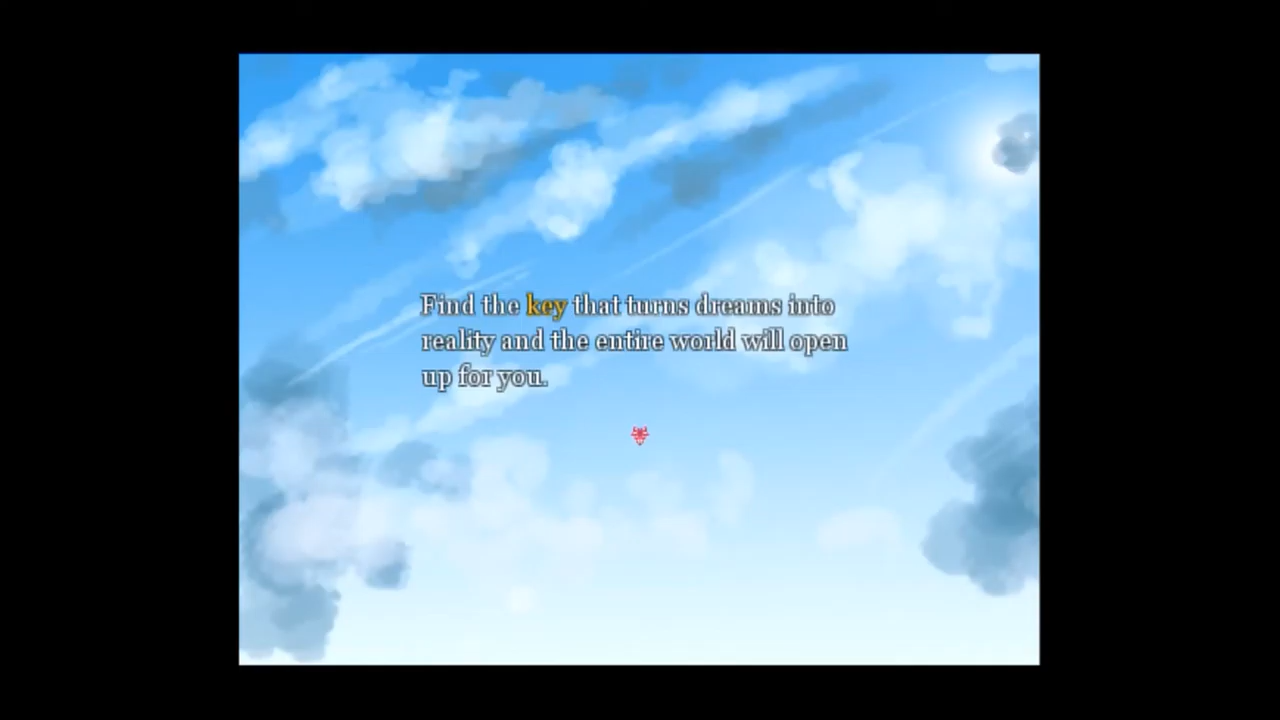 Find the key that turns dreams into
reality and the entire world will open
up for you.